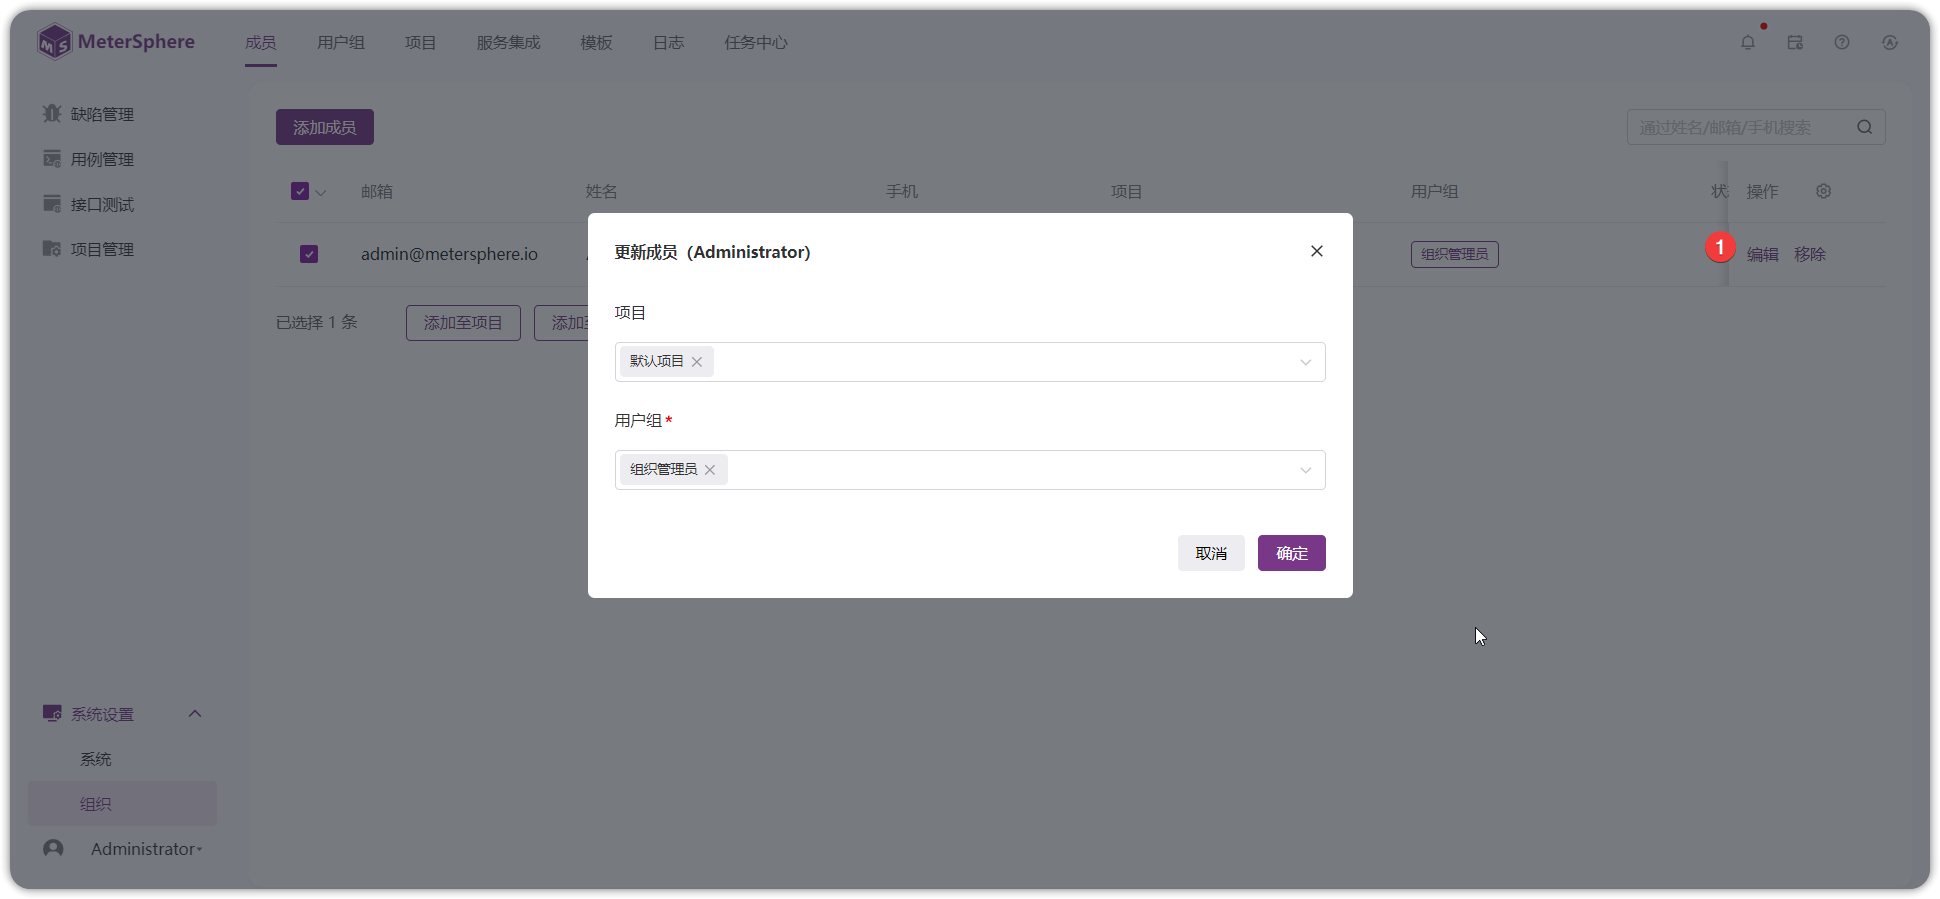 MeterSphere
成员 用户组 项目 服务集成 模板 日志 任务中心
缺陷管理
用例管理
接口测试
项目管理
添加成员
通过姓名/邮箱/手机搜索
邮箱 姓名 手机 项目 用户组 状 操作
admin@metersphere.io 组织管理员 1 编辑 移除
已选择 1 条 添加至项目 添加至
更新成员（Administrator）
项目
默认项目
用户组*
组织管理员
取消 确定
系统设置
系统
组织
Administrator